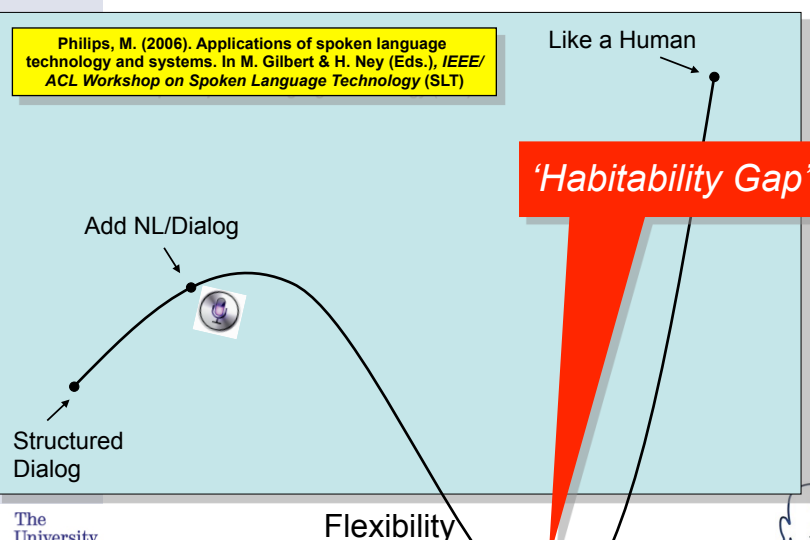 Philips, M. (2006). Applications of spoken language
technology and systems. In M. Gilbert & H. Ney (Eds.), IEEE/
ACL Workshop on Spoken Language Technology (SLT)
Like a Human
'Habitability Gap'
Add NL/Dialog
Structured
Dialog
Flexibility
The
University